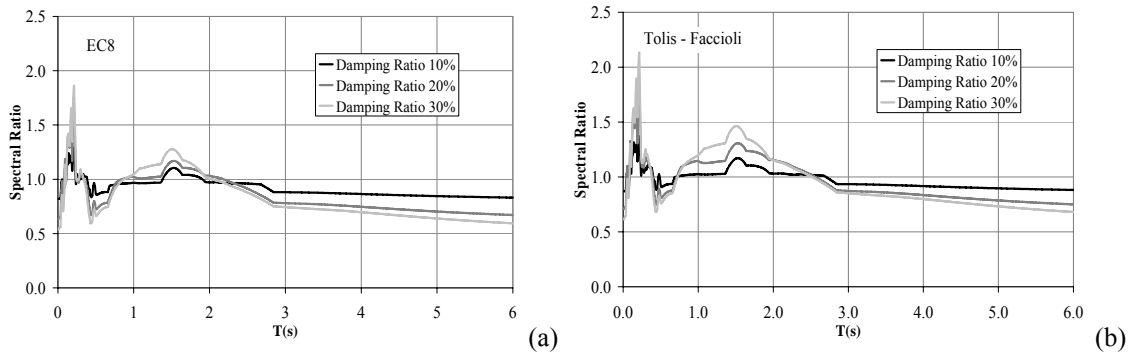 2.5
2.0
1.5
1.0
0.5
0.0
Spectral Ratio
EC8
Damping Ratio 10%
Damping Ratio 20%
Damping Ratio 30%
0 1 2 3 4 5 6
T(s)
(a)
2.5
2.0
1.5
1.0
0.5
0.0
Spectral Ratio
Tolis - Faccioli
Damping Ratio 10%
Damping Ratio 20%
Damping Ratio 30%
0.0 1.0 2.0 3.0 4.0 5.0 6.0
T(s)
(b)